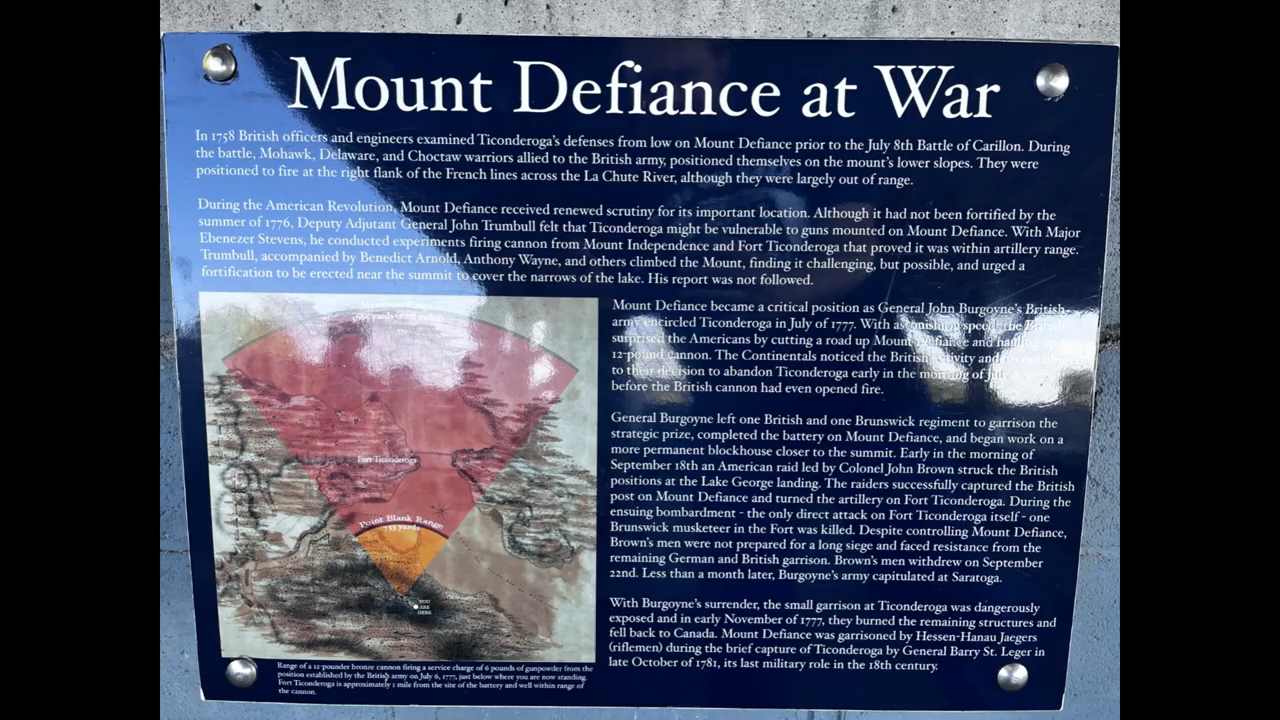 Mount Defiance at War
In 1758 British officers and engineers examined Ticonderoga's defenses from low on Mount Defiance prior to the July 8th Battle of Carillon. During
the battle, Mohawk, Delaware, and Choctaw warriors allied to the British army, positioned themselves on the mount's lower slopes. They were
positioned to fire at the right flank of the French lines across the La Chute River, although they were largely out of range.
During the American Revolution, Mount Defiance received renewed scrutiny for its important location. Although it had not been fortified by the
summer of 1776, Deputy Adjutant General John Trumbull felt that Ticonderoga might be vulnerable to guns mounted on Mount Defiance. With Major
Ebenezer Stevens, he conducted experiments firing cannon from Mount Independence and Fort Ticonderoga that proved it was within artillery range.
Trumbull, accompanied by Benedict Arnold, Anthony Wayne, and others climbed the Mount, finding it challenging, but possible, and urged a
fortification to be erected near the summit to cover the narrows of the lake. His report was not followed.
Maximum Range
Fort Ticonderoga
Point Blank Range
733 yards
YOU
ARE
HERE
Range of a 12-pounder bronze cannon firing a service charge of 6 pounds of gunpowder from the
position established by the British army on July 6, 1777, just below where you are now standing.
Fort Ticonderoga is approximately 1 mile from the site of the battery and well within range of
the cannon.
Mount Defiance became a critical position as General John Burgoyne's British
army encircled Ticonderoga in July of 1777. With astonishing speed, the British
surprised the Americans by cutting a road up Mount Defiance and hauling up
12-pound cannon. The Continentals noticed the British activity and
to their decision to abandon Ticonderoga early in the morning of July
before the British cannon had even opened fire.
General Burgoyne left one British and one Brunswick regiment to garrison the
strategic prize, completed the battery on Mount Defiance, and began work on a
more permanent blockhouse closer to the summit. Early in the morning of
September 18th an American raid led by Colonel John Brown struck the British
positions at the Lake George landing. The raiders successfully captured the British
post on Mount Defiance and turned the artillery on Fort Ticonderoga. During the
ensuing bombardment - the only direct attack on Fort Ticonderoga itself - one
Brunswick musketeer in the Fort was killed. Despite controlling Mount Defiance,
Brown's men were not prepared for a long siege and faced resistance from the
remaining German and British garrison. Brown's men withdrew on September
22nd. Less than a month later, Burgoyne's army capitulated at Saratoga.
With Burgoyne's surrender, the small garrison at Ticonderoga was dangerously
exposed and in early November of 1777, they burned the remaining structures and
fell back to Canada. Mount Defiance was garrisoned by Hessen-Hanau Jaegers
(riflemen) during the brief capture of Ticonderoga by General Barry St. Leger in
late October of 1781, its last military role in the 18th century.